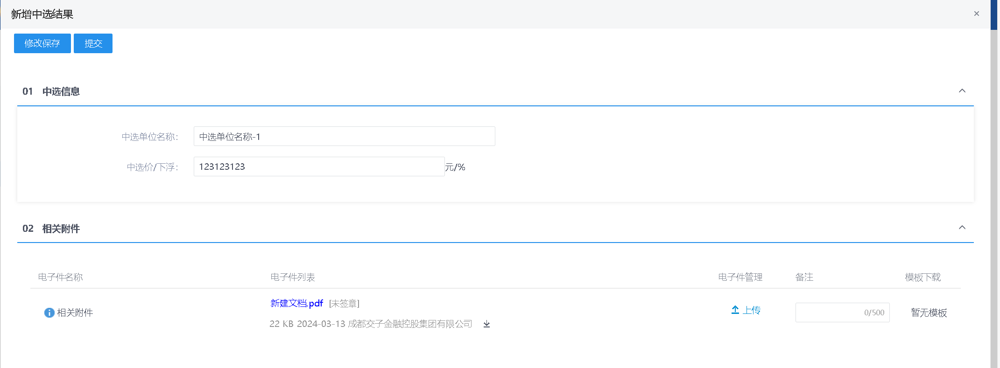 新增中选结果
修改保存 提交
01 中选信息
中选单位名称: 中选单位名称-1
中选价/下浮: 123123123 元/%
02 相关附件
电子件名称 电子件列表 电子件管理 备注 模板下载
新建文档.pdf [未签章]
相关附件 上传 0/500 暂无模板
22 KB 2024-03-13 成都交子金融控股集团有限公司